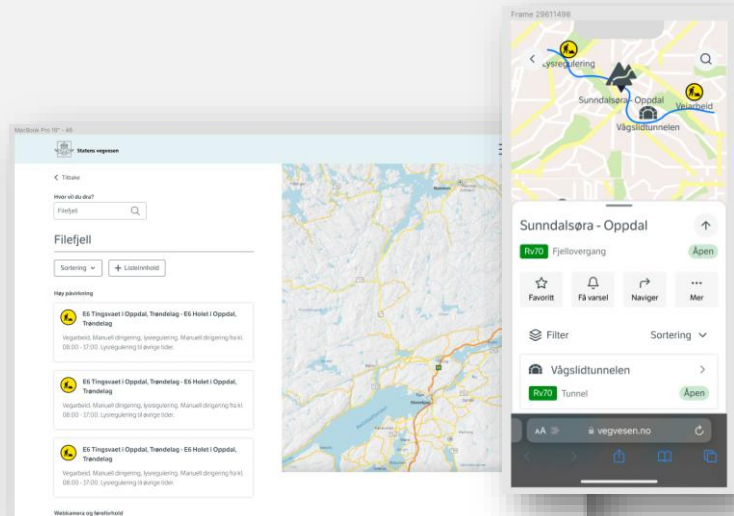 MacBook Pro 16" - 46
Statens vegvesen
Tilbake
Hvor vil du dra?
Filefjell
Filefjell
Sortering
Listeinnhold
Høy påvirkning
E6 Tingsvaet i Oppdal, Trøndelag - E6 Holet i Oppdal,
Trøndelag
Vegarbeid. Manuell dirigering, lysregulering. Manuell dirigering fra kl.
08:00 - 17:00. Lysregulering til øvrige tider.
E6 Tingsvaet i Oppdal, Trøndelag - E6 Holet i Oppdal,
Trøndelag
Vegarbeid. Manuell dirigering, lysregulering. Manuell dirigering fra kl.
08:00 - 17:00. Lysregulering til øvrige tider.
E6 Tingsvaet i Oppdal, Trøndelag - E6 Holet i Oppdal,
Trøndelag
Vegarbeid. Manuell dirigering, lysregulering. Manuell dirigering fra kl.
08:00 - 17:00. Lysregulering til øvrige tider.
Webkamera og føreforhold
Frame 29611498
Lysregulering
Sunndalsøra - Oppdal
Veiarbeid
Vågslidtunnelen
Sunndalsøra - Oppdal
Rv70 Fjellovergang
Åpen
Favoritt
Få varsel
Naviger
Mer
Filter
Sortering
Vågslidtunnelen
Rv70 Tunnel
Åpen
AA
vegvesen.no